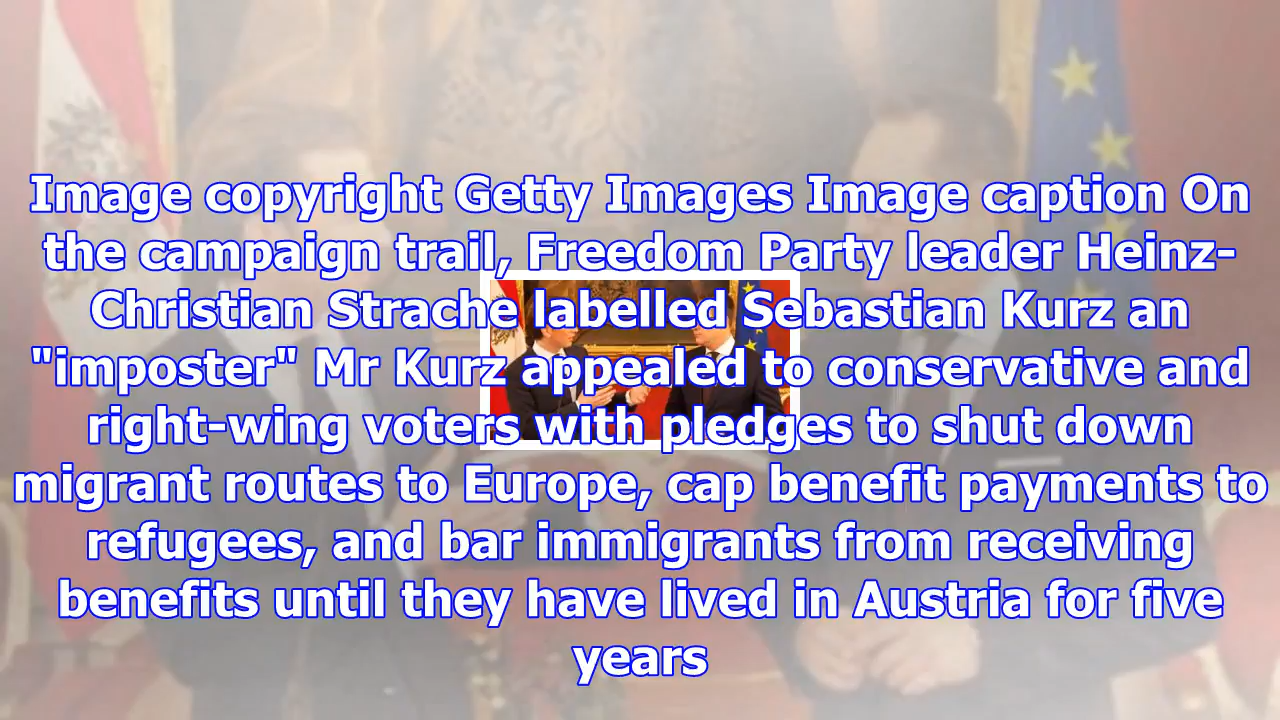 Image copyright Getty Images Image caption On
the campaign trail, Freedom Party leader Heinz-
Christian Strache labelled Sebastian Kurz an
"imposter" Mr Kurz appealed to conservative and
right-wing voters with pledges to shut down
migrant routes to Europe, cap benefit payments to
refugees, and bar immigrants from receiving
benefits until they have lived in Austria for five
years